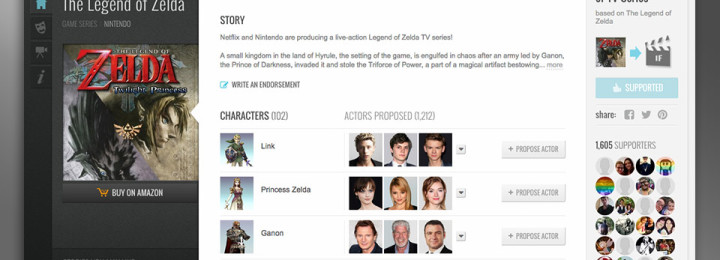 The Legend of Zelda
GAME SERIES NINTENDO
THE LEGEND OF
ZELDA
Twilight Princess
BUY ON AMAZON
STORY
Netflix and Nintendo are producing a live-action Legend of Zelda TV series!
A small kingdom in the land of Hyrule, the setting of the game, is engulfed in chaos after an army led by Ganon,
the Prince of Darkness, invaded it and stole the Triforce of Power, a part of a magical artifact bestowing... more
WRITE AN ENDORSEMENT
CHARACTERS (102) ACTORS PROPOSED (1,212)
Link + PROPOSE ACTOR
Princess Zelda + PROPOSE ACTOR
Ganon + PROPOSE ACTOR
based on The Legend of
Zelda
IF
SUPPORTED
share:
1,605 SUPPORTERS